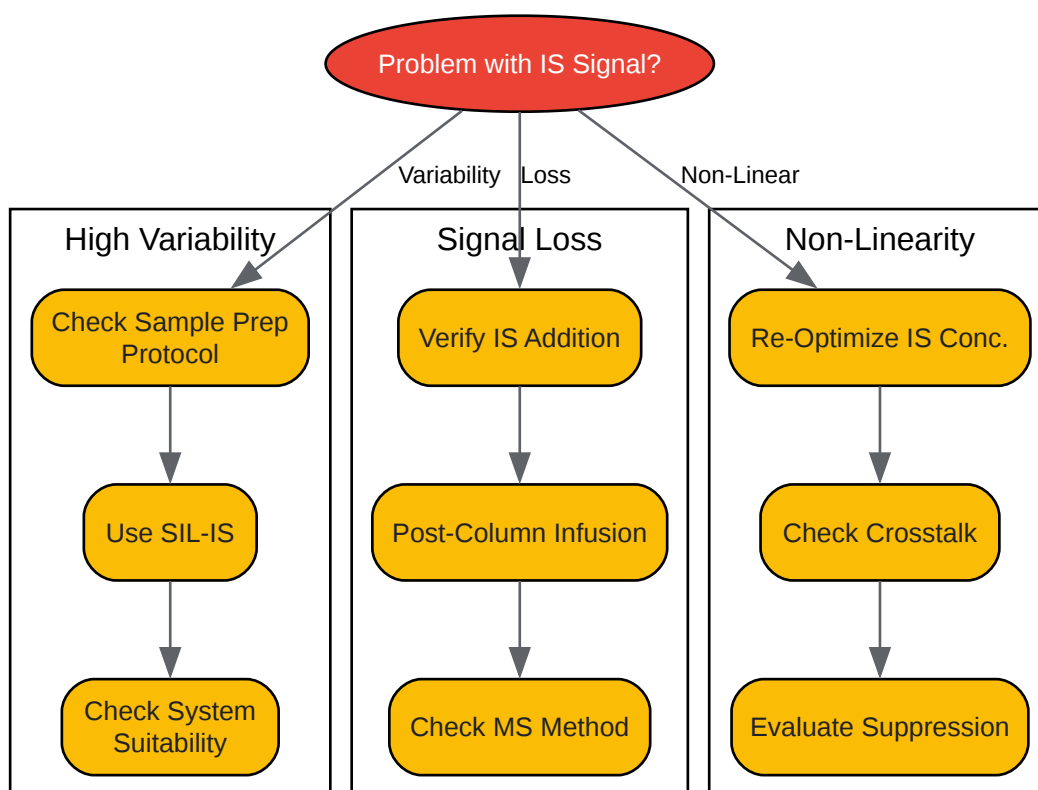 Problem with IS Signal?
Variability
Loss
Non-Linear
High Variability
Check Sample Prep
Protocol
Use SIL-IS
Check System
Suitability
Signal Loss
Verify IS Addition
Post-Column Infusion
Check MS Method
Non-Linearity
Re-Optimize IS Conc.
Check Crosstalk
Evaluate Suppression